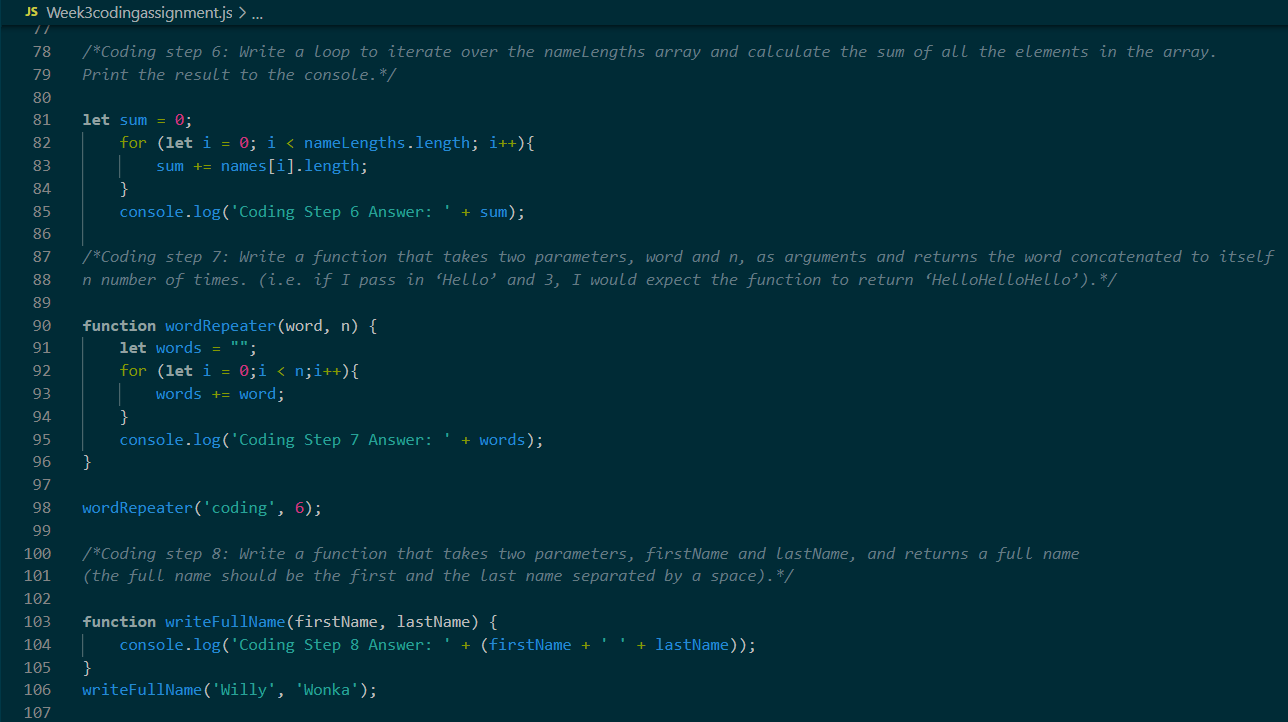 JS Week3codingassignment.js > ...
77
78 /*Coding step 6: Write a loop to iterate over the nameLengths array and calculate the sum of all the elements in the array.
79 Print the result to the console.*/
80
81 let sum = 0;
82     for (let i = 0; i < nameLengths.length; i++){
83         sum += names[i].length;
84     }
85     console.log('Coding Step 6 Answer: ' + sum);
86
87 /*Coding step 7: Write a function that takes two parameters, word and n, as arguments and returns the word concatenated to itself
88 n number of times. (i.e. if I pass in ‘Hello’ and 3, I would expect the function to return ‘HelloHelloHello’).*/
89
90 function wordRepeater(word, n) {
91     let words = "";
92     for (let i = 0;i < n;i++){
93         words += word;
94     }
95     console.log('Coding Step 7 Answer: ' + words);
96 }
97
98 wordRepeater('coding', 6);
99
100 /*Coding step 8: Write a function that takes two parameters, firstName and lastName, and returns a full name
101 (the full name should be the first and the last name separated by a space).*/
102
103 function writeFullName(firstName, lastName) {
104     console.log('Coding Step 8 Answer: ' + (firstName + ' ' + lastName));
105 }
106 writeFullName('Willy', 'Wonka');
107